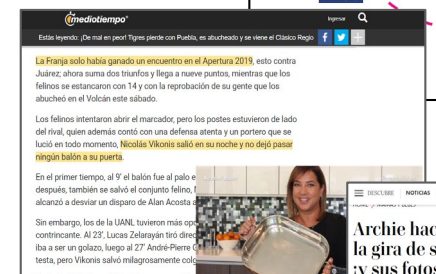 mediotiempo
Ingresar
Estás leyendo: ¡De mal en peor! Tigres pierde con Puebla, es abucheado y se viene el Clásico Regio
La Franja solo había ganado un encuentro en el Apertura 2019, esto contra
Juárez; ahora suma dos triunfos y llega a nueve puntos, mientras que los
felinos se estancaron con 14 y con la reprobación de su gente que los
abucheó en el Volcán este sábado.
Los felinos intentaron abrir el marcador, pero los postes estuvieron de lado
del rival, quien además contó con una defensa atenta y un portero que se
lució en todo momento, Nicolás Vikonis salió en su noche y no dejó pasar
ningún balón a su puerta.
En el primer tiempo, al 9' el balón fue al palo e
después, también se salvó el conjunto felino,
alcanzó a desviar un disparo de Alan Acosta a
Sin embargo, los de la UANL tuvieron más opo
contrincante. Al 23', Lucas Zelarayán tiró direc
iba a ser un golazo, luego al 27' André-Pierre G
testa, pero Vikonis salvó milagrosamente colg
DESCUBRE
NOTICIAS
Archie hac
la gira de s
¡y sus fotos